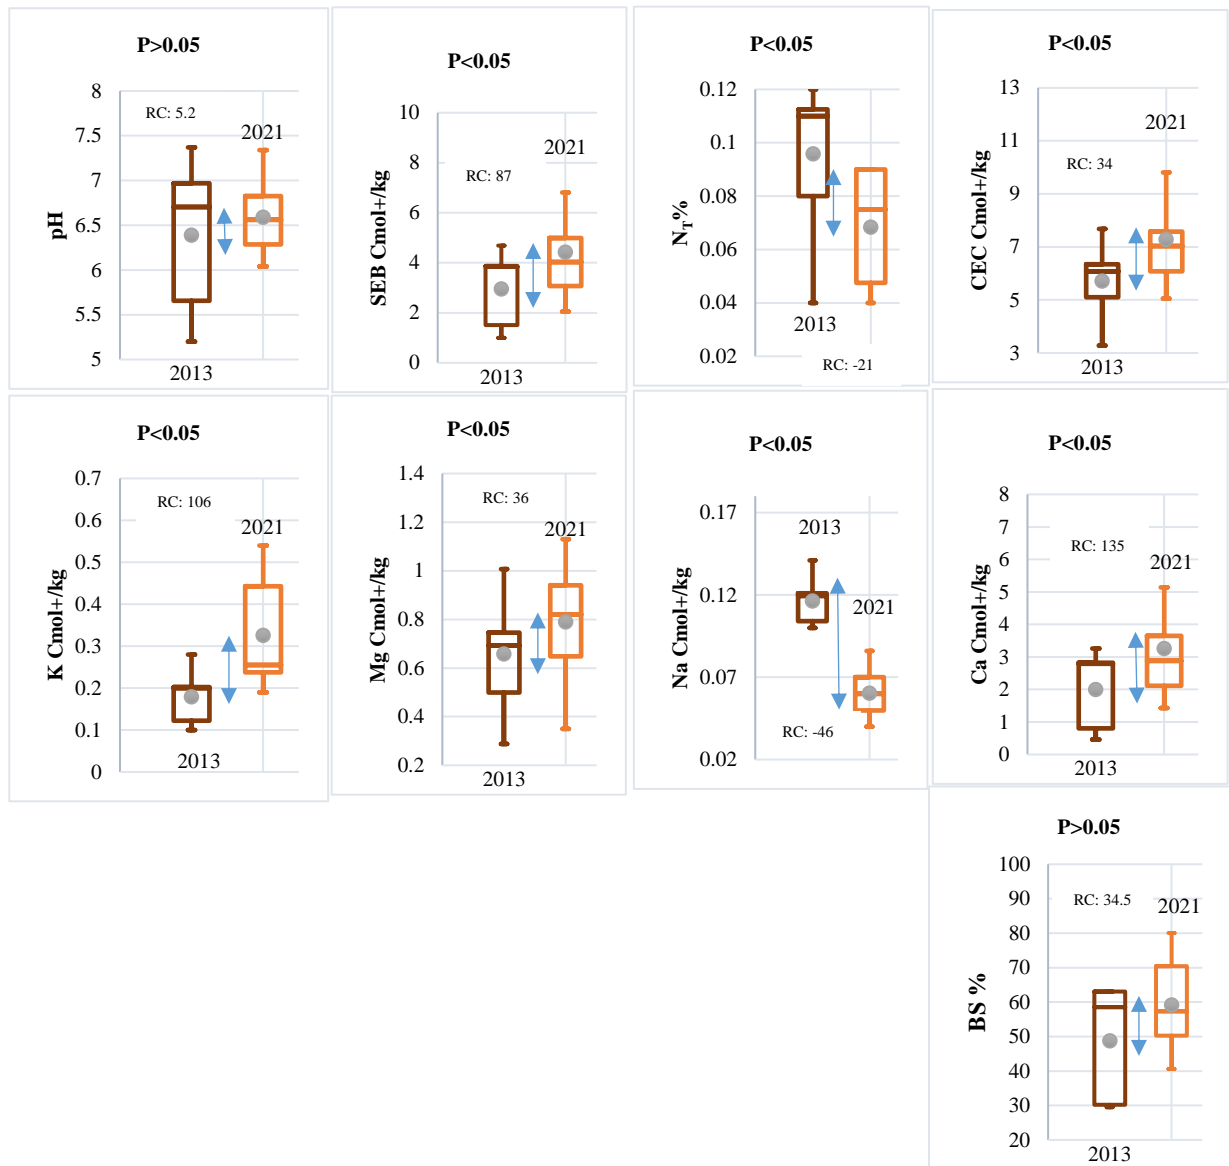 P>0.05
8
7.5
7
6.5
6
5.5
5
pH
RC: 5.2
2021
2013
P<0.05
10
8
6
4
2
0
SEB Cmol+/kg
RC: 87
2021
2013
P<0.05
0.12
0.1
0.08
0.06
0.04
0.02
NT%
2013
RC: -21
P<0.05
13
11
9
7
5
3
CEC Cmol+/kg
RC: 34
2021
2013
P<0.05
0.7
0.6
0.5
0.4
0.3
0.2
0.1
0
K Cmol+/kg
RC: 106
2021
2013
P<0.05
1.4
1.2
1
0.8
0.6
0.4
0.2
Mg Cmol+/kg
RC: 36
2021
2013
P<0.05
0.17
0.12
0.07
0.02
Na Cmol+/kg
2013
2021
RC: -46
P<0.05
8
7
6
5
4
3
2
1
0
Ca Cmol+/kg
RC: 135
2021
2013
P>0.05
100
90
80
70
60
50
40
30
20
BS %
RC: 34.5
2021
2013